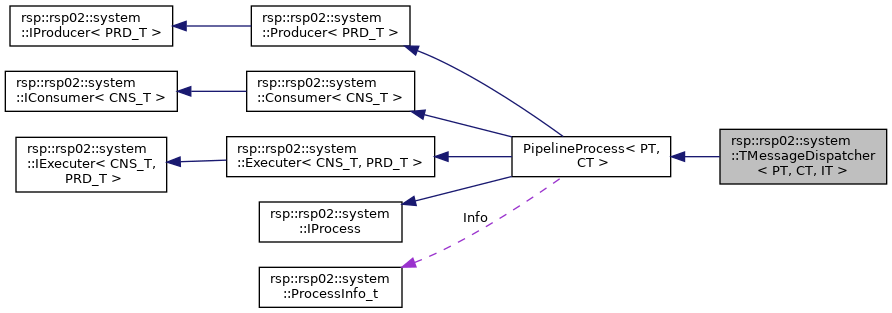 rsp::rsp02::system
::IProducer< PRD_T >
rsp::rsp02::system
::Producer< PRD_T >
rsp::rsp02::system
::IConsumer< CNS_T >
rsp::rsp02::system
::Consumer< CNS_T >
rsp::rsp02::system
::IExecuter< CNS_T,
PRD_T >
rsp::rsp02::system
::Executer< CNS_T, PRD_T >
PipelineProcess< PT,
CT >
rsp::rsp02::system
::TMessageDispatcher
< PT, CT, IT >
rsp::rsp02::system
::IProcess
Info
rsp::rsp02::system
::ProcessInfo_t